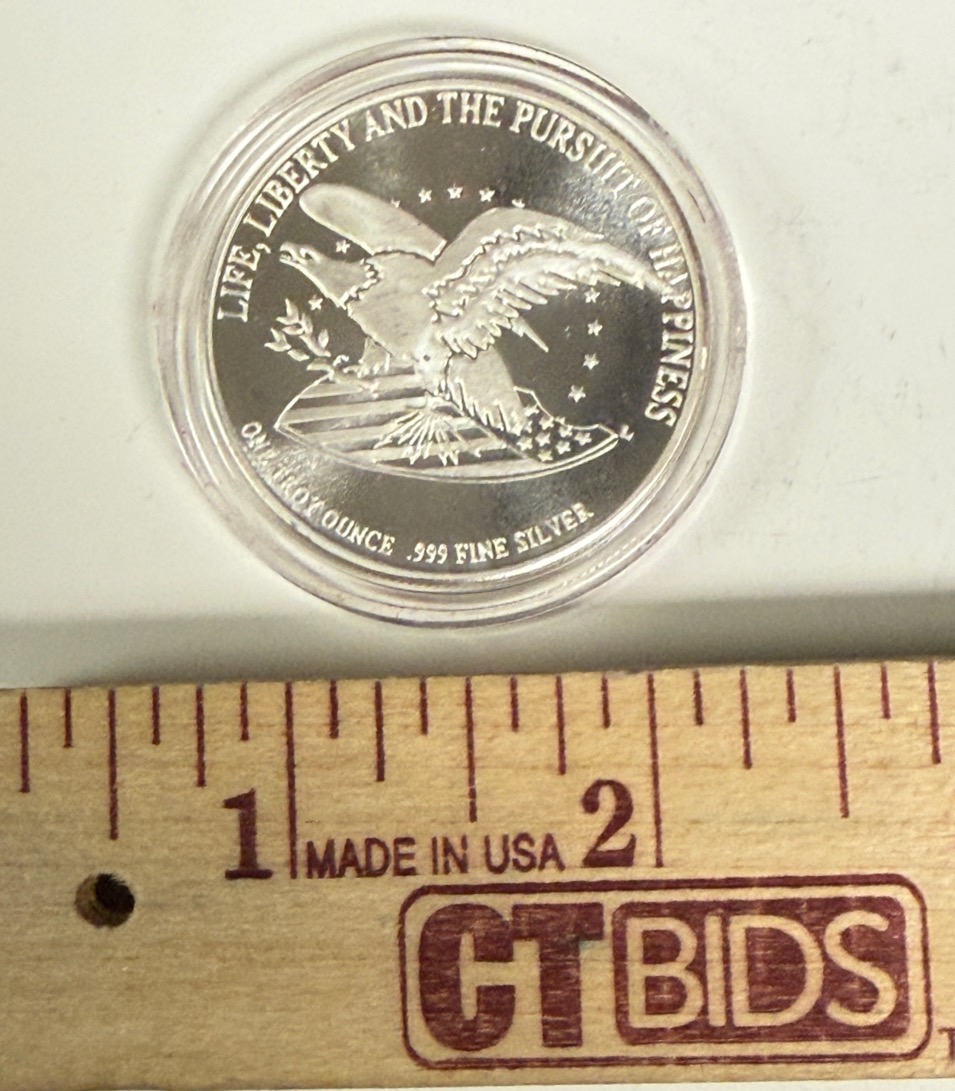 LIFE, LIBERTY AND THE PURSUIT OF HAPPINESS
ONE TROY OUNCE .999 FINE SILVER
1 MADE IN USA 2
CTBIDS